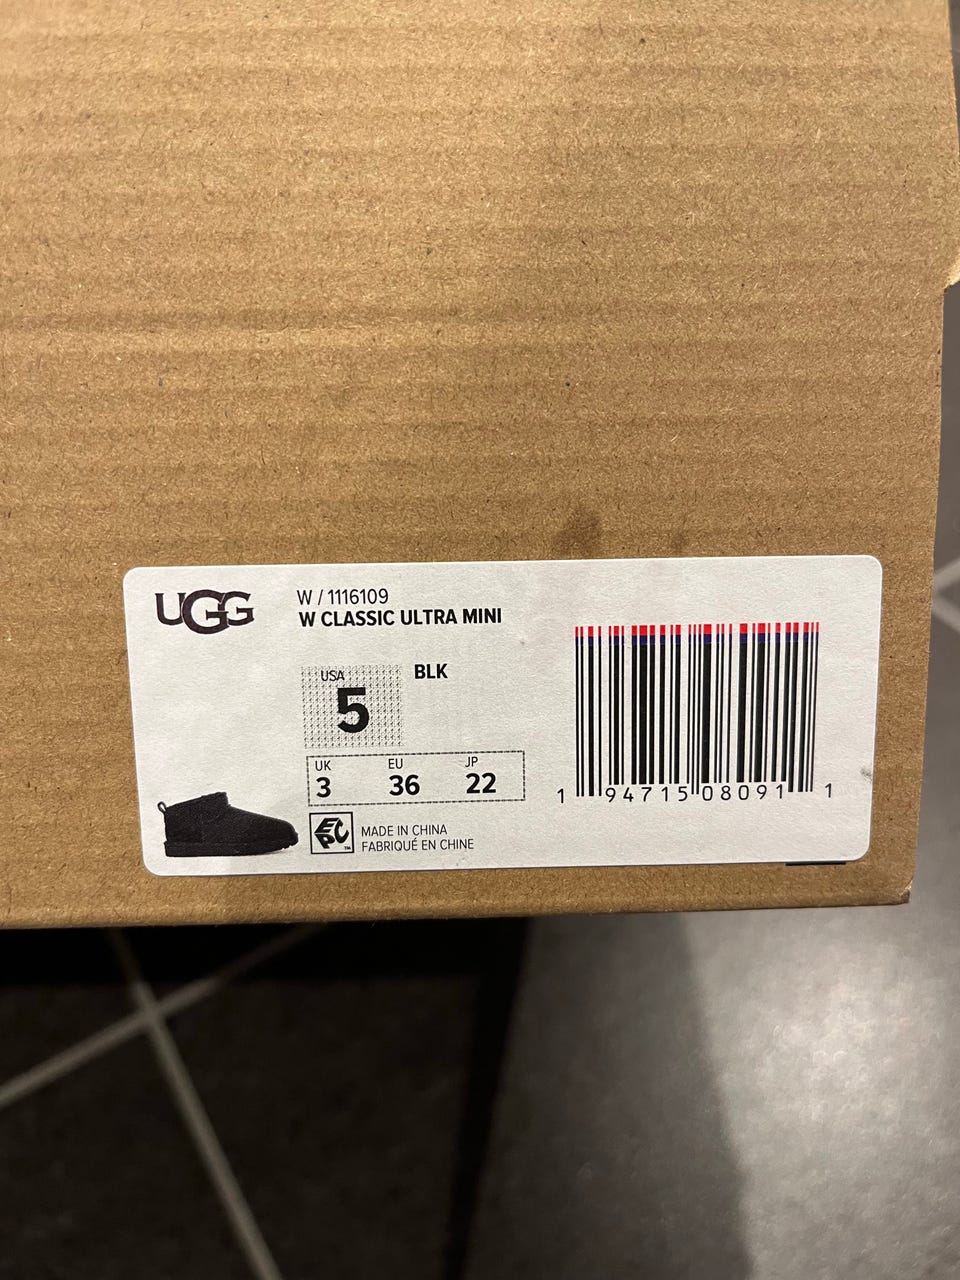 UGG
W / 1116109
W CLASSIC ULTRA MINI
USA
5
BLK
UK EU JP
3 36 22
EPC™
MADE IN CHINA
FABRIQUÉ EN CHINE
1 94715 08091 1